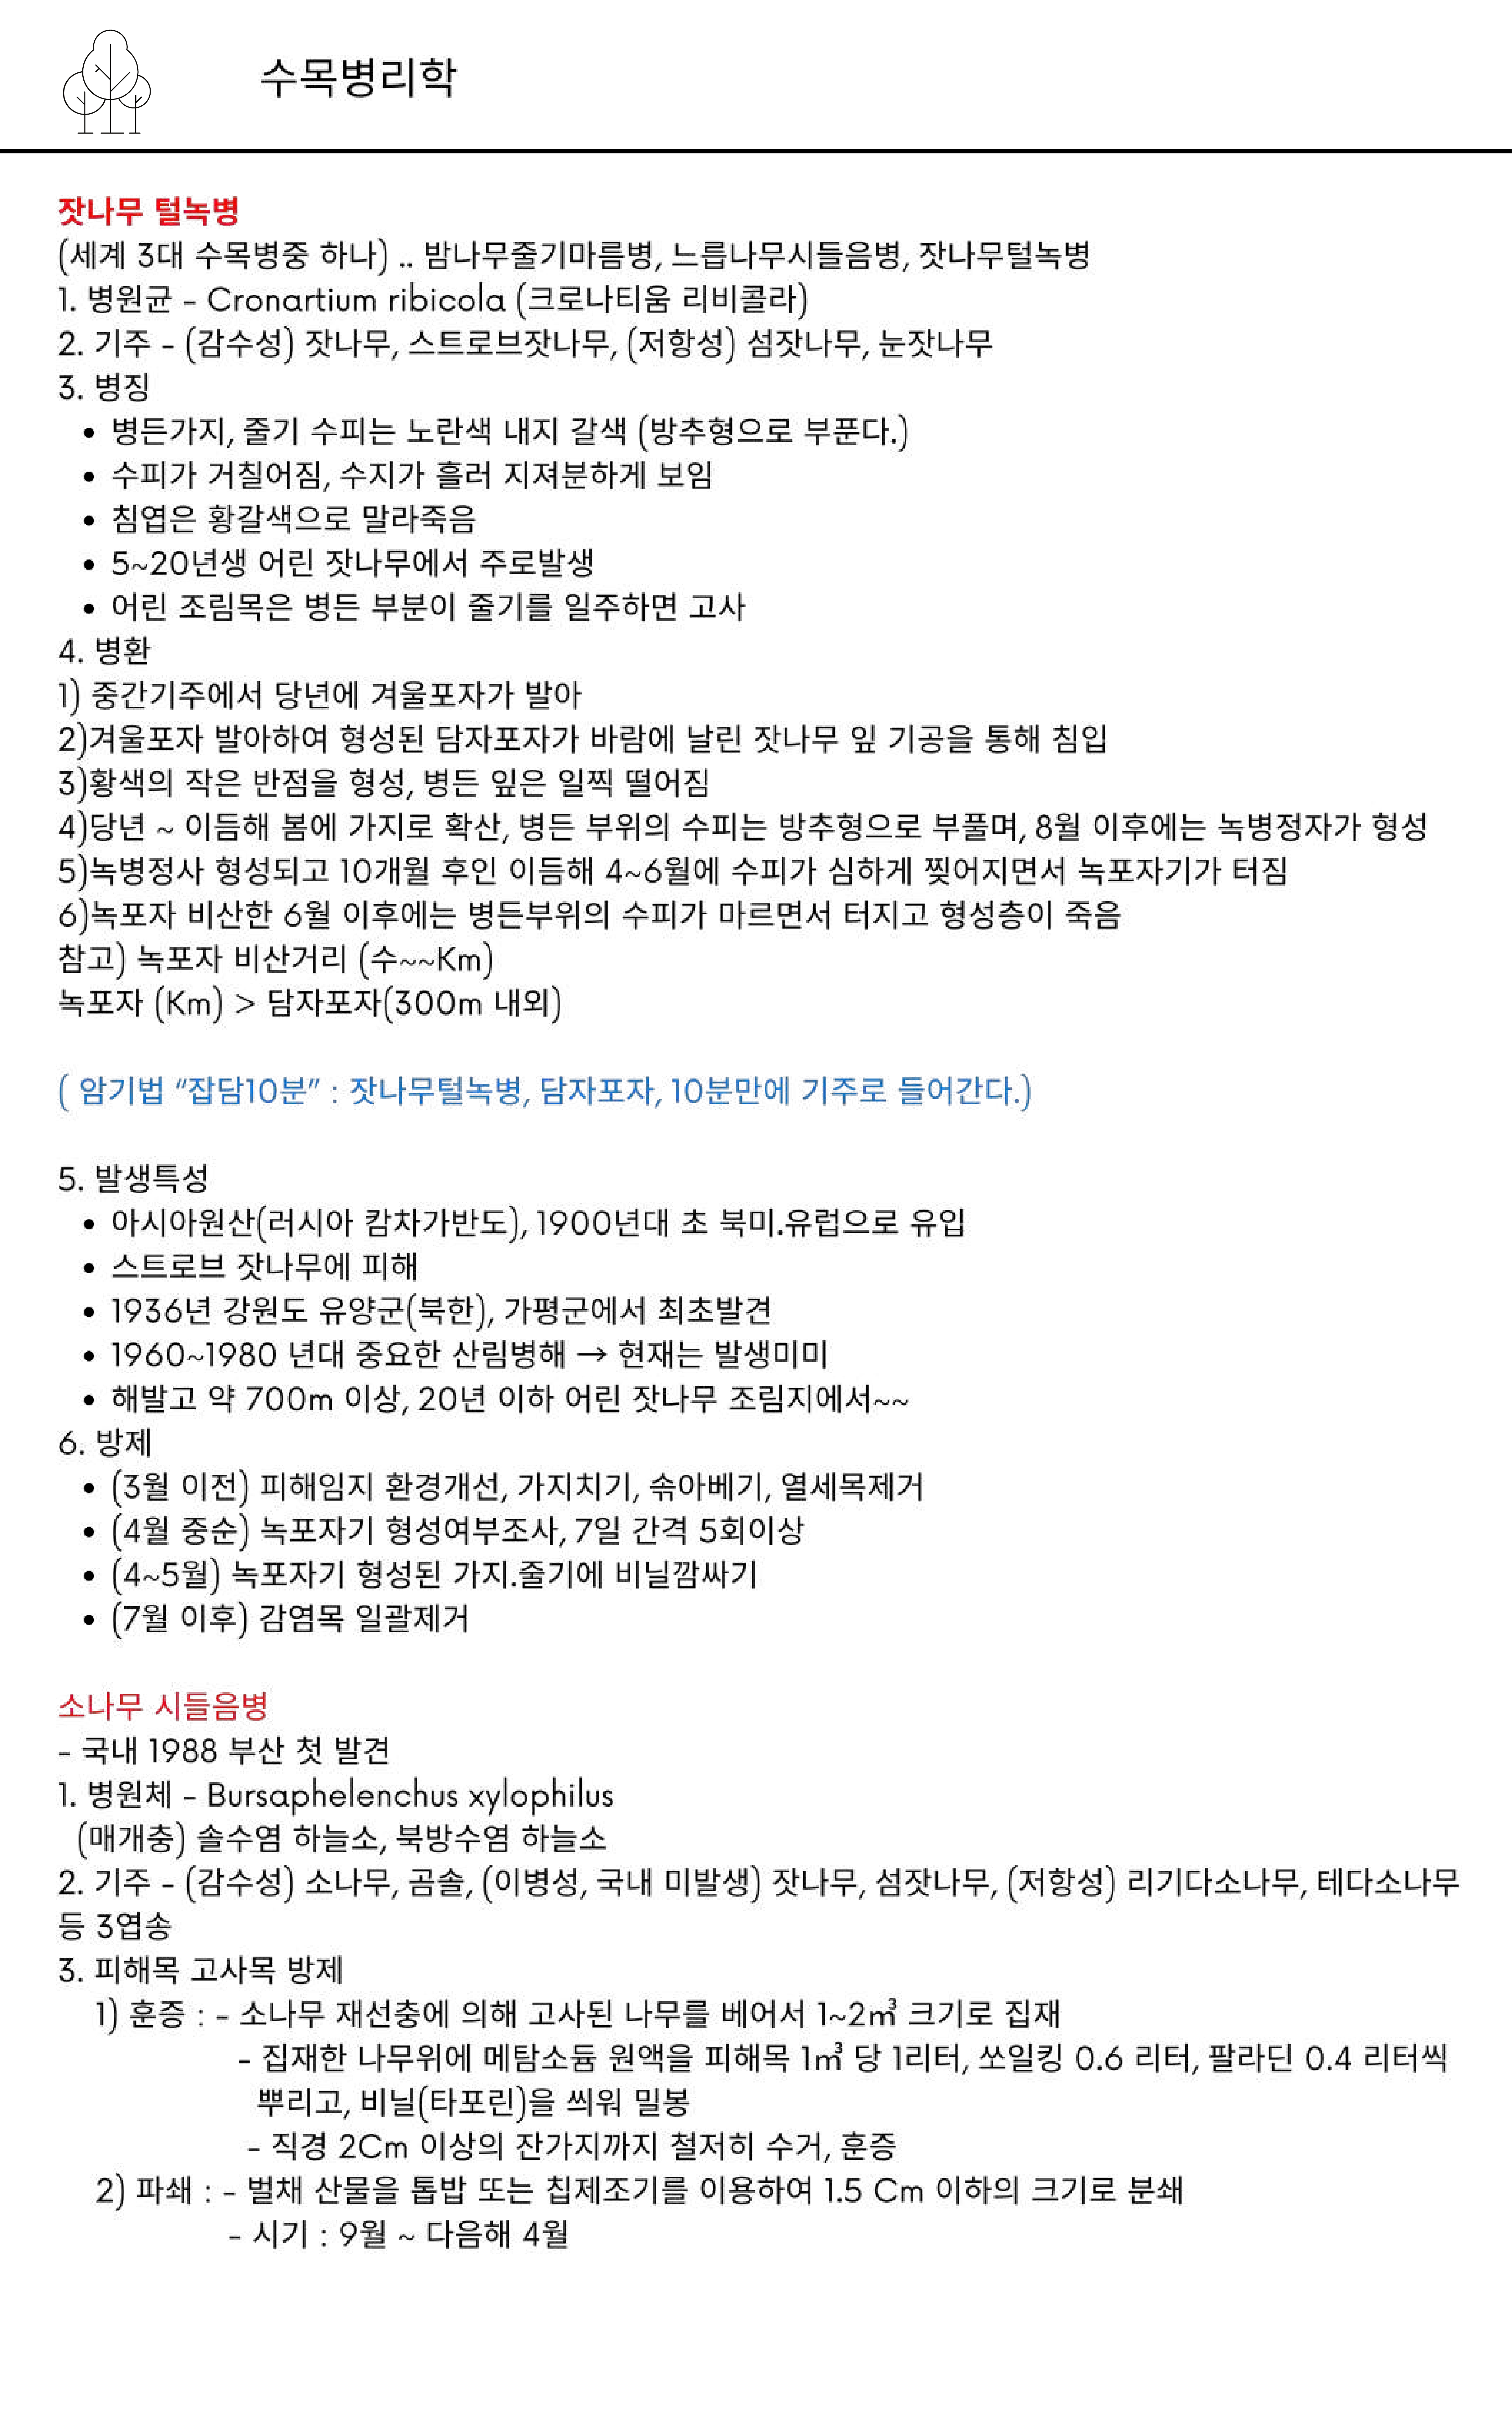 수목병리학
잣나무 털녹병
(세계 3대 수목병중 하나) .. 밤나무줄기마름병, 느릅나무시들음병, 잣나무털녹병
1. 병원균 - Cronartium ribicola (크로나티움 리비콜라)
2. 기주 - (감수성) 잣나무, 스트로브잣나무, (저항성) 섬잣나무, 눈잣나무
3. 병징
• 병든가지, 줄기 수피는 노란색 내지 갈색 (방추형으로 부푼다.)
• 수피가 거칠어짐, 수지가 흘러 지져분하게 보임
• 침엽은 황갈색으로 말라죽음
• 5~20년생 어린 잣나무에서 주로발생
• 어린 조림목은 병든 부분이 줄기를 일주하면 고사
4. 병환
1) 중간기주에서 당년에 겨울포자가 발아
2)겨울포자 발아하여 형성된 담자포자가 바람에 날린 잣나무 잎 기공을 통해 침입
3)황색의 작은 반점을 형성, 병든 잎은 일찍 떨어짐
4)당년 ~ 이듬해 봄에 가지로 확산, 병든 부위의 수피는 방추형으로 부풀며, 8월 이후에는 녹병정자가 형성
5)녹병정사 형성되고 10개월 후인 이듬해 4~6월에 수피가 심하게 찢어지면서 녹포자기가 터짐
6)녹포자 비산한 6월 이후에는 병든부위의 수피가 마르면서 터지고 형성층이 죽음
참고) 녹포자 비산거리 (수~~Km)
녹포자 (Km) > 담자포자(300m 내외)
( 암기법 “잡담10분” : 잣나무털녹병, 담자포자, 10분만에 기주로 들어간다.)
5. 발생특성
• 아시아원산(러시아 캄차가반도), 1900년대 초 북미.유럽으로 유입
• 스트로브 잣나무에 피해
• 1936년 강원도 유양군(북한), 가평군에서 최초발견
• 1960~1980 년대 중요한 산림병해 → 현재는 발생미미
• 해발고 약 700m 이상, 20년 이하 어린 잣나무 조림지에서~~
6. 방제
• (3월 이전) 피해임지 환경개선, 가지치기, 솎아베기, 열세목제거
• (4월 중순) 녹포자기 형성여부조사, 7일 간격 5회이상
• (4~5월) 녹포자기 형성된 가지.줄기에 비닐깜싸기
• (7월 이후) 감염목 일괄제거
소나무 시들음병
- 국내 1988 부산 첫 발견
1. 병원체 - Bursaphelenchus xylophilus
(매개충) 솔수염 하늘소, 북방수염 하늘소
2. 기주 - (감수성) 소나무, 곰솔, (이병성, 국내 미발생) 잣나무, 섬잣나무, (저항성) 리기다소나무, 테다소나무
등 3엽송
3. 피해목 고사목 방제
1) 훈증 : - 소나무 재선충에 의해 고사된 나무를 베어서 1~2㎥ 크기로 집재
- 집재한 나무위에 메탐소듐 원액을 피해목 1㎥ 당 1리터, 쏘일킹 0.6 리터, 팔라딘 0.4 리터씩
뿌리고, 비닐(타포린)을 씌워 밀봉
- 직경 2Cm 이상의 잔가지까지 철저히 수거, 훈증
2) 파쇄 : - 벌채 산물을 톱밥 또는 칩제조기를 이용하여 1.5 Cm 이하의 크기로 분쇄
- 시기 : 9월 ~ 다음해 4월